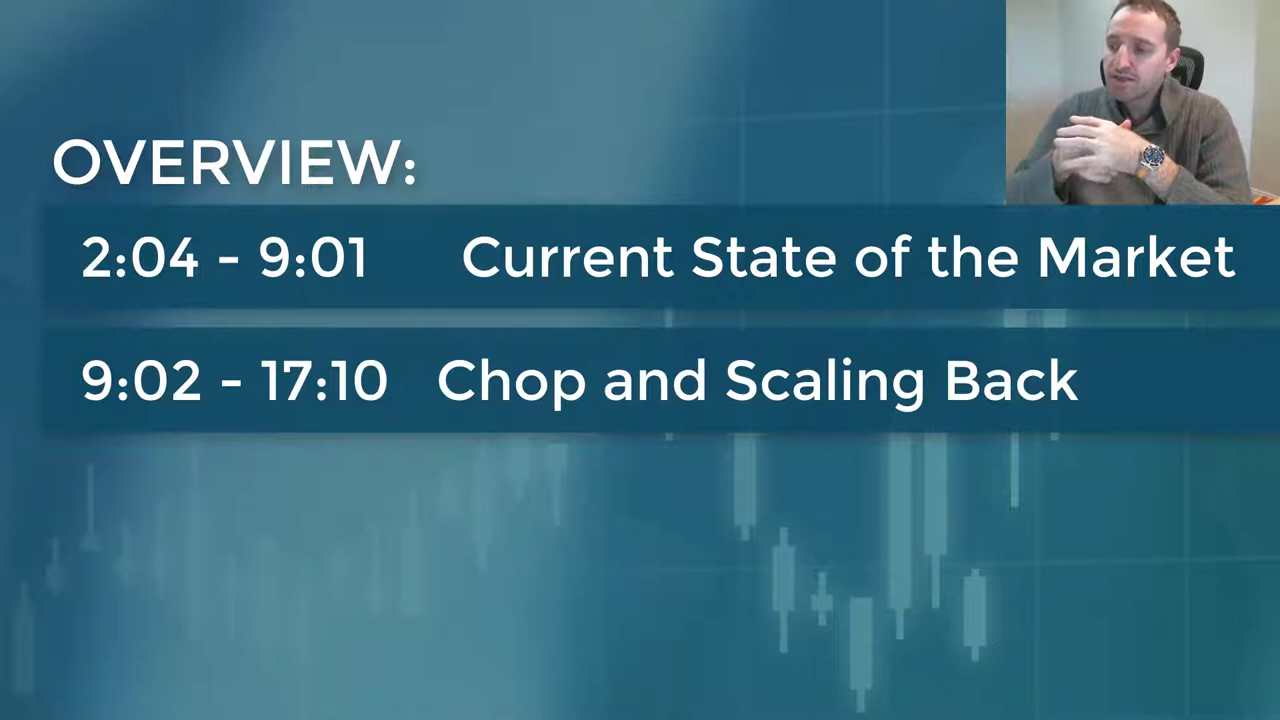 OVERVIEW:
2:04 - 9:01 Current State of the Market
9:02 - 17:10 Chop and Scaling Back